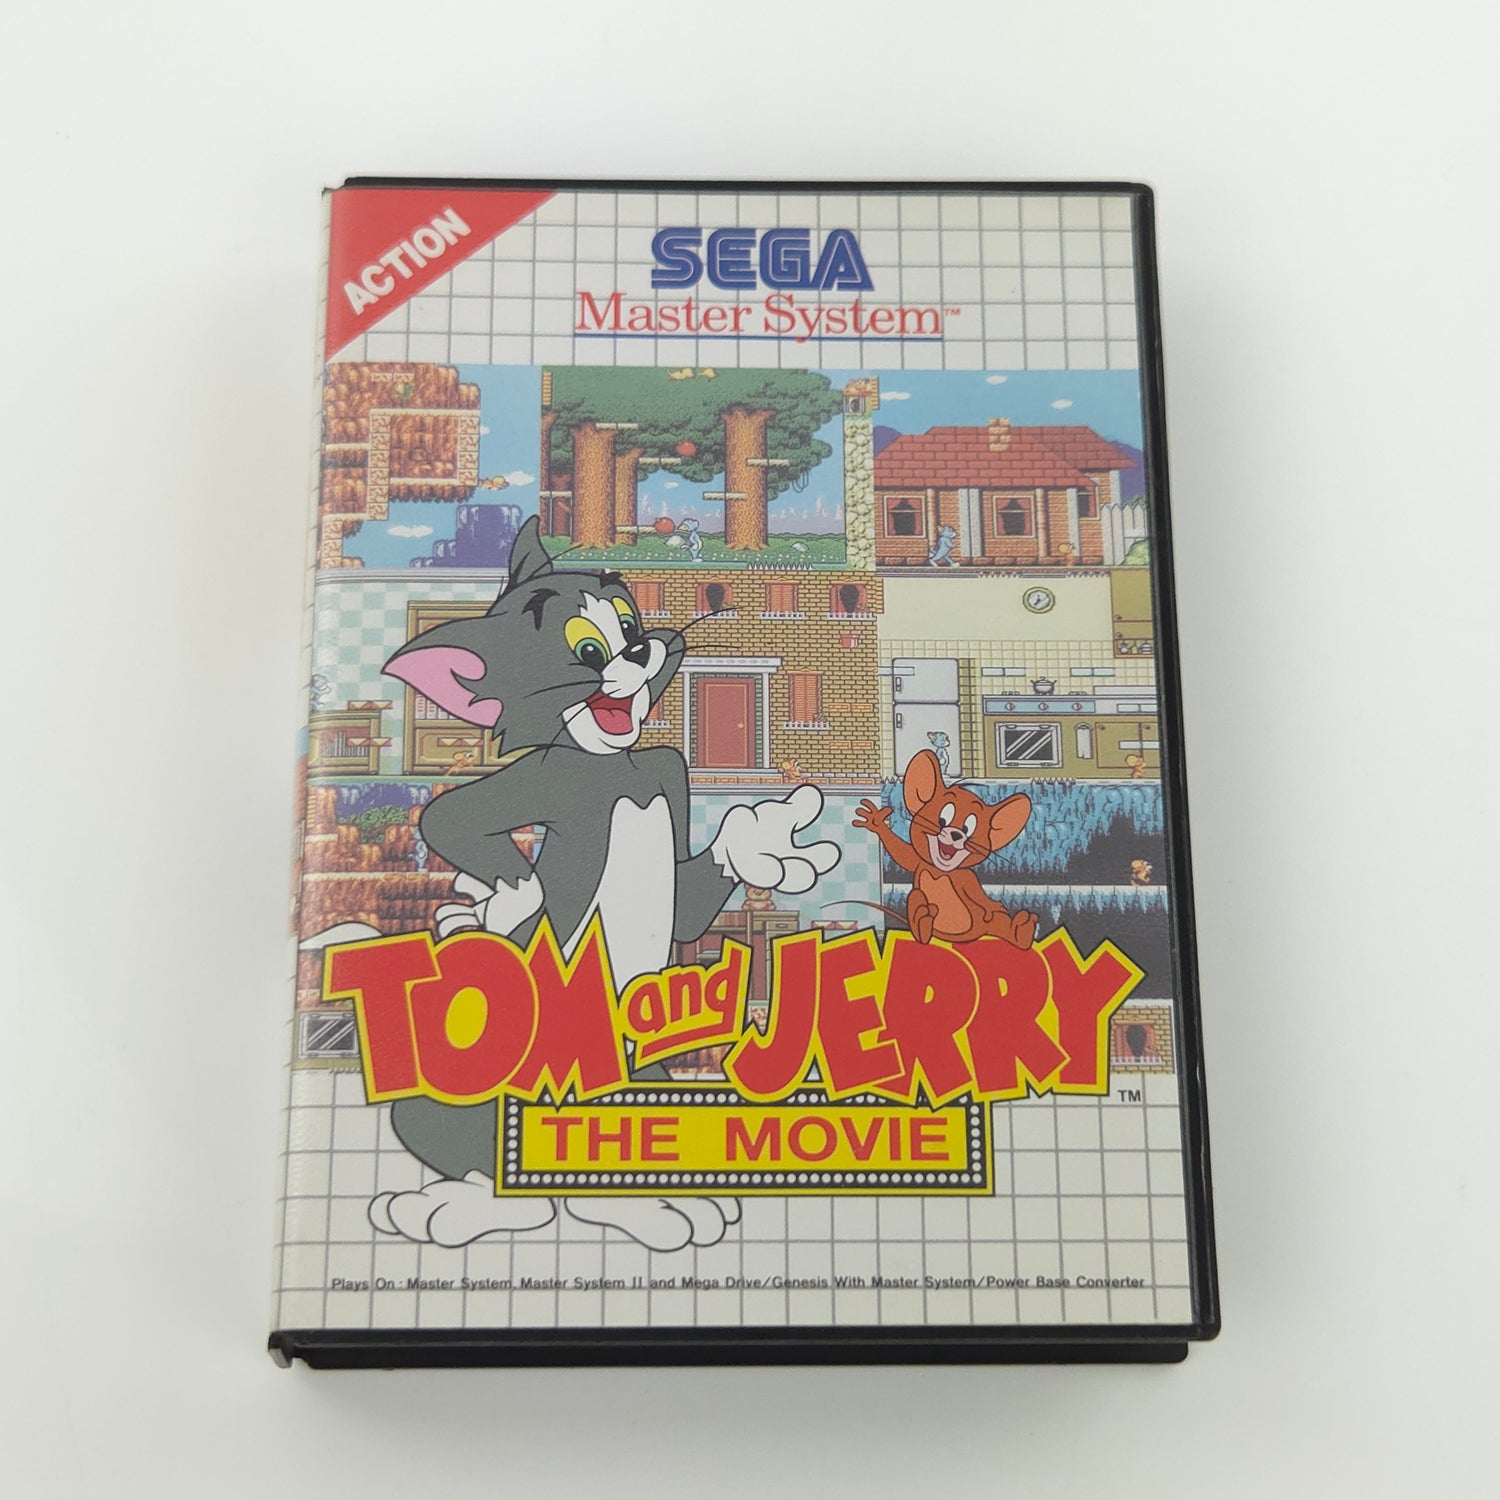 ACTION
SEGA
Master System™
TOM and JERRY
TM
THE MOVIE
Plays On : Master System, Master System II and Mega Drive/Genesis With Master System/Power Base Converter